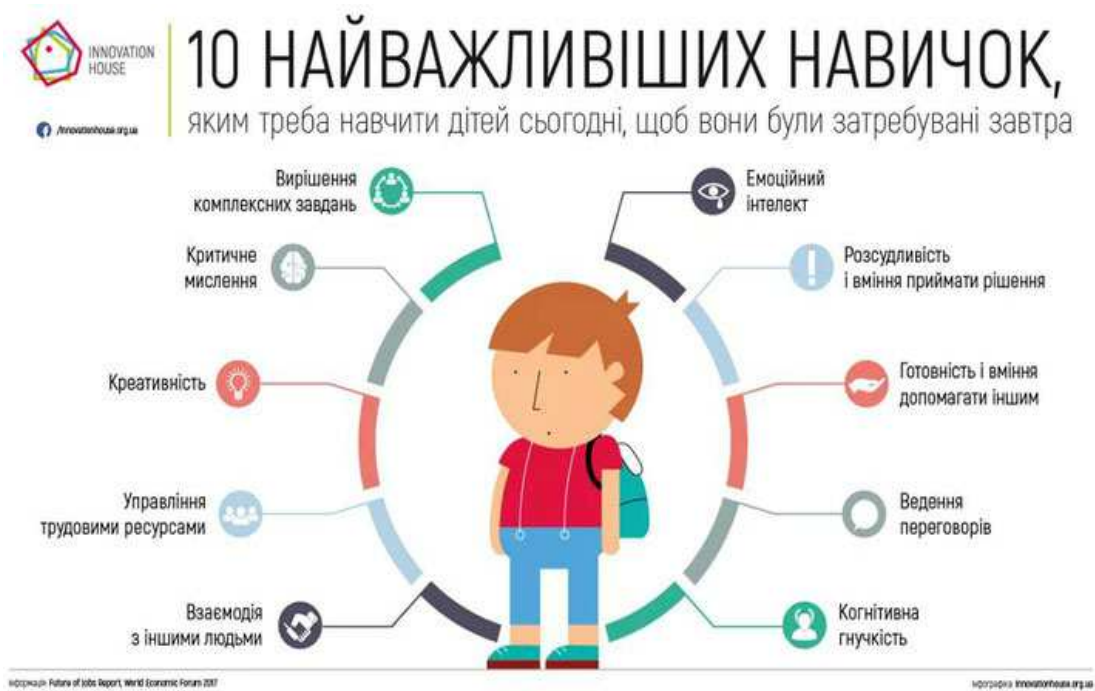 INNOVATION
HOUSE
/innovationhouse.org.ua
10 НАЙВАЖЛИВІШИХ НАВИЧОК,
яким треба навчити дітей сьогодні, щоб вони були затребувані завтра
Вирішення
комплексних завдань
Критичне
мислення
Креативність
Управління
трудовими ресурсами
Взаємодія
з іншими людьми
Емоційний
інтелект
Розсудливість
і вміння приймати рішення
Готовність і вміння
допомагати іншим
Ведення
переговорів
Когнітивна
гнучкість
Інформація: Future of Jobs Report, World Economic Forum 2017
Інфографіка: innovationhouse.org.ua